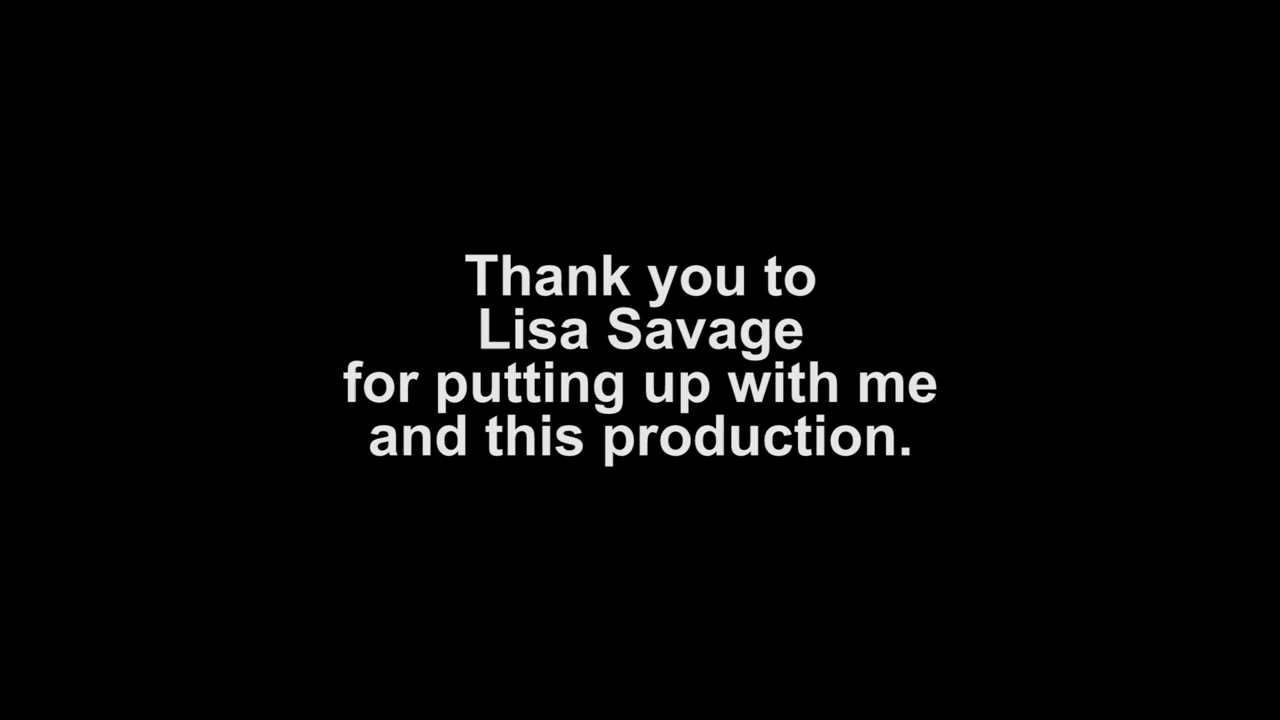 Thank you to
Lisa Savage
for putting up with me
and this production.